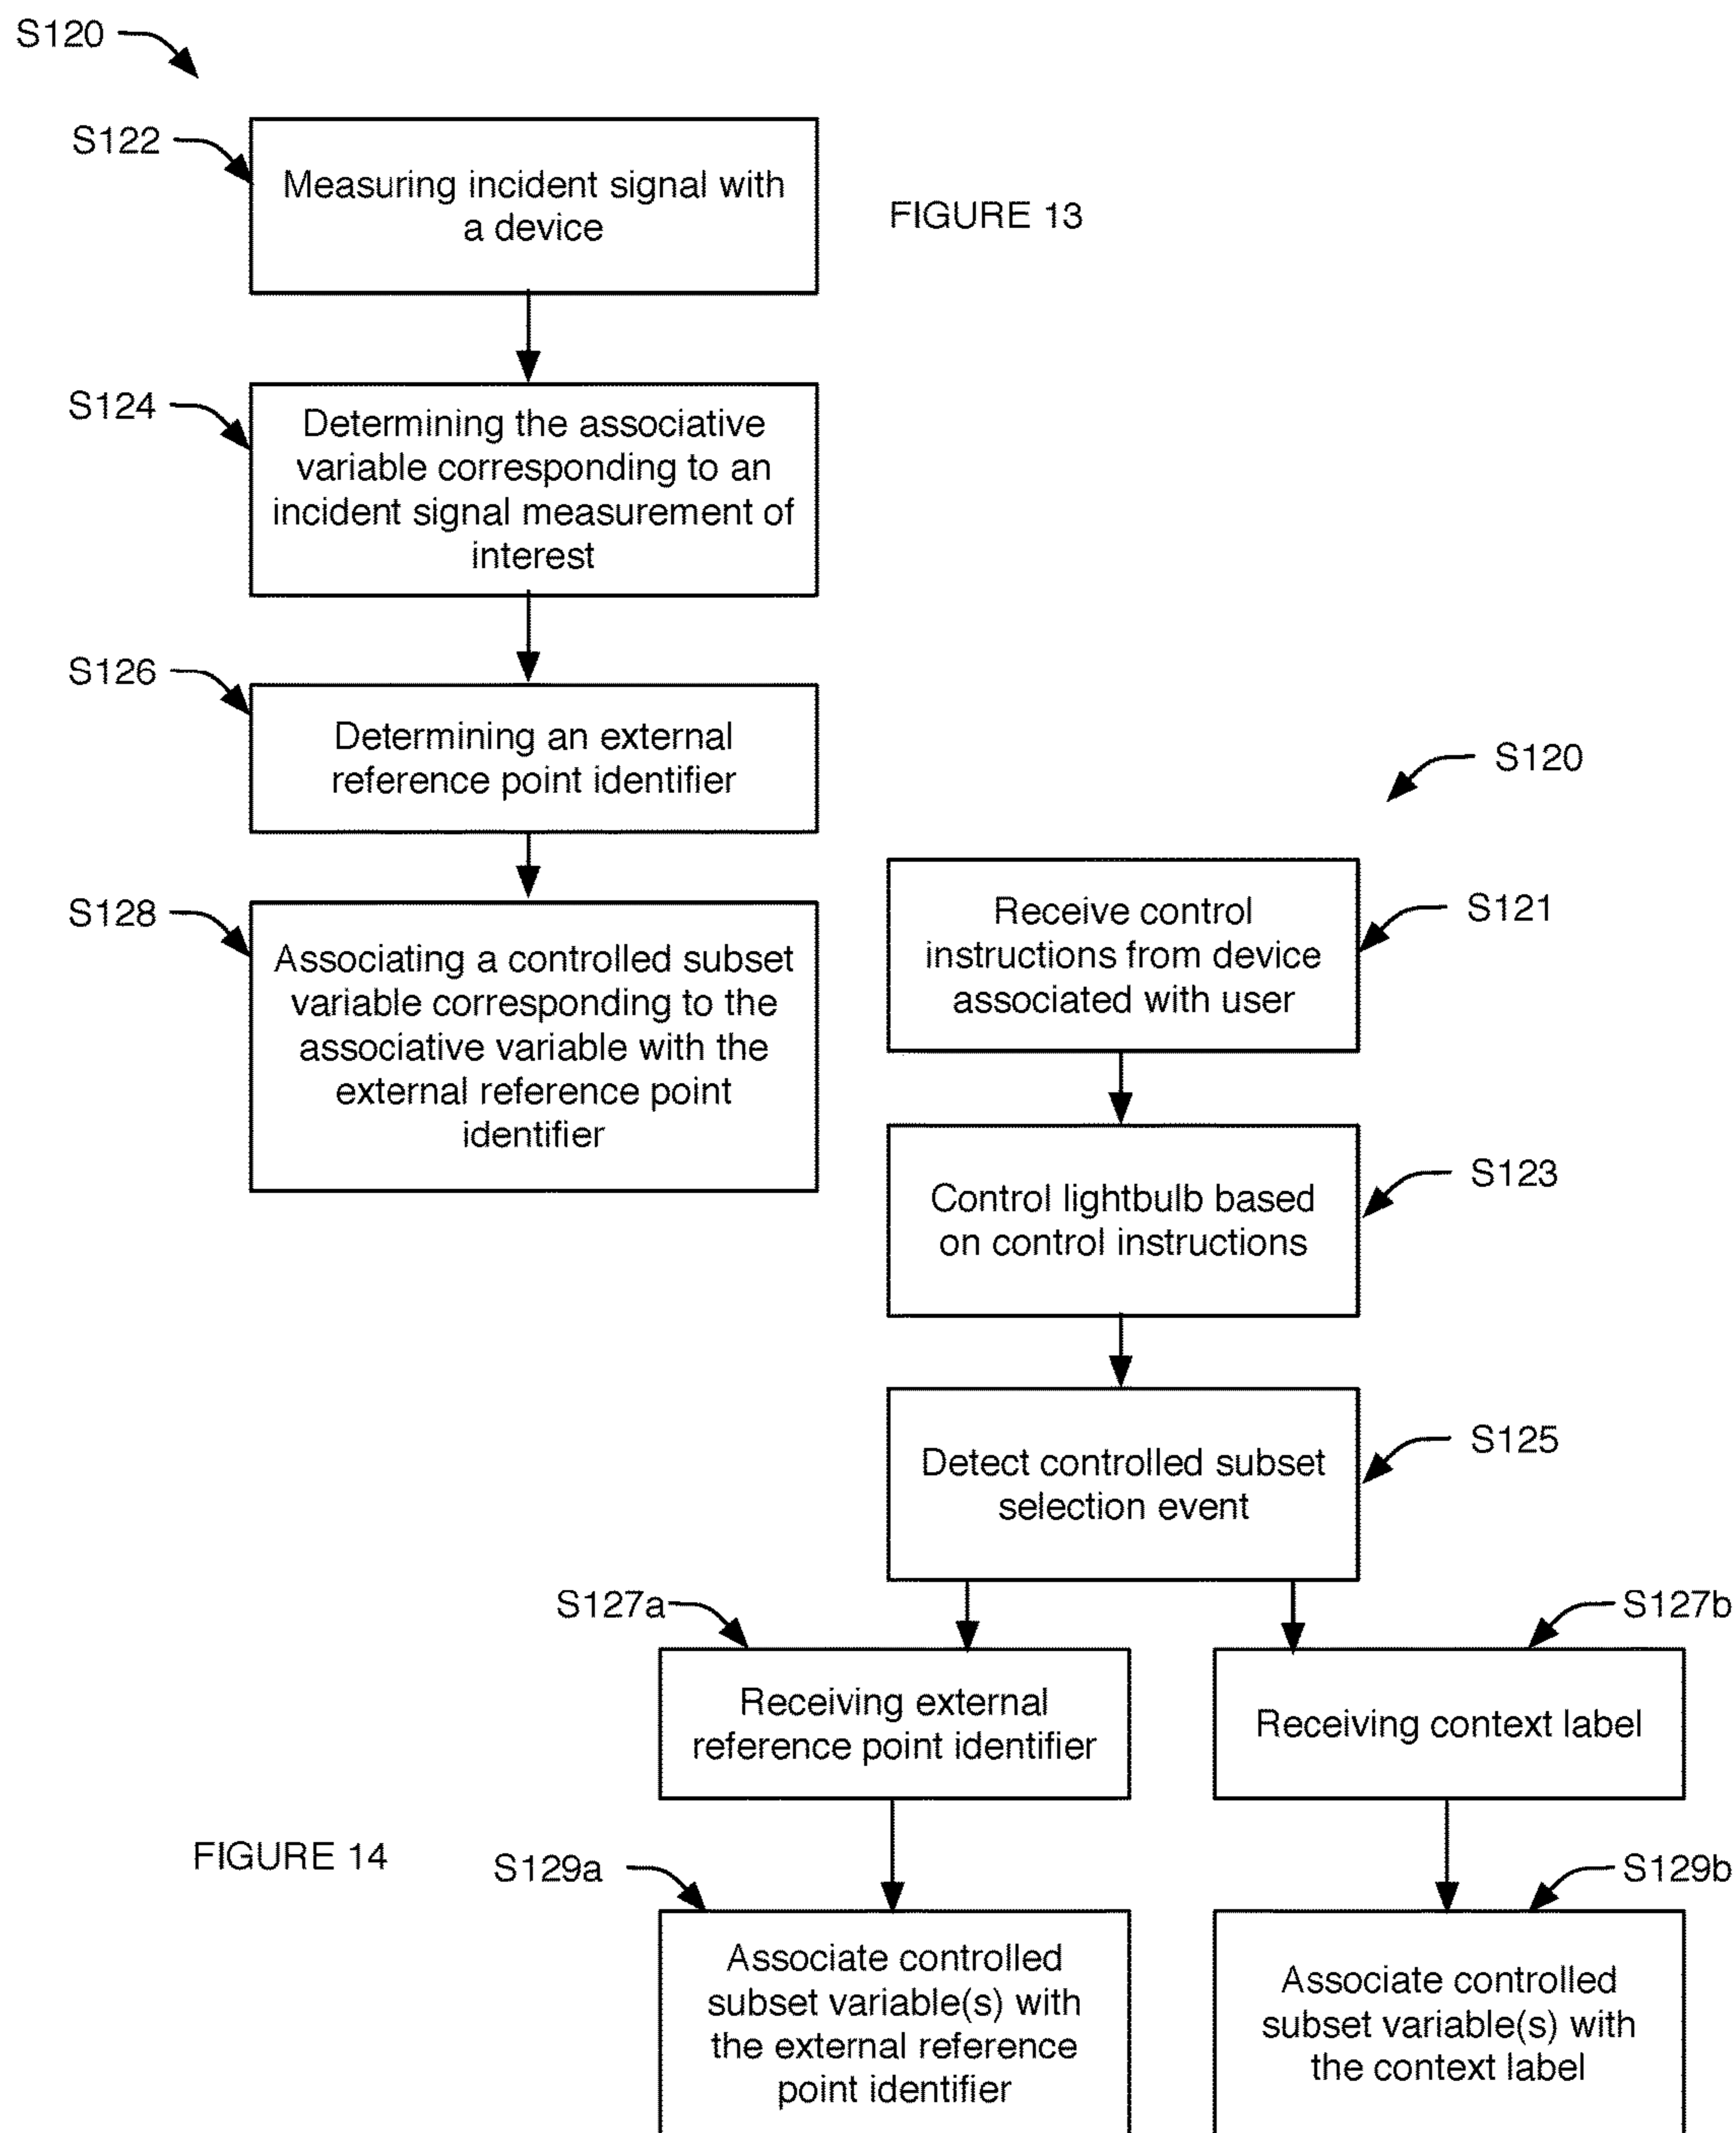 S120
S122
Measuring incident signal with
a device
FIGURE 13
S124
Determining the associative
variable corresponding to an
incident signal measurement of
interest
S126
Determining an external
reference point identifier
S128
Associating a controlled subset
variable corresponding to the
associative variable with the
external reference point
identifier
S120
Receive control
instructions from device
associated with user
S121
Control lightbulb based
on control instructions
S123
Detect controlled subset
selection event
S125
S127a
Receiving external
reference point identifier
S127b
Receiving context label
FIGURE 14
S129a
Associate controlled
subset variable(s) with
the external reference
point identifier
S129b
Associate controlled
subset variable(s) with
the context label